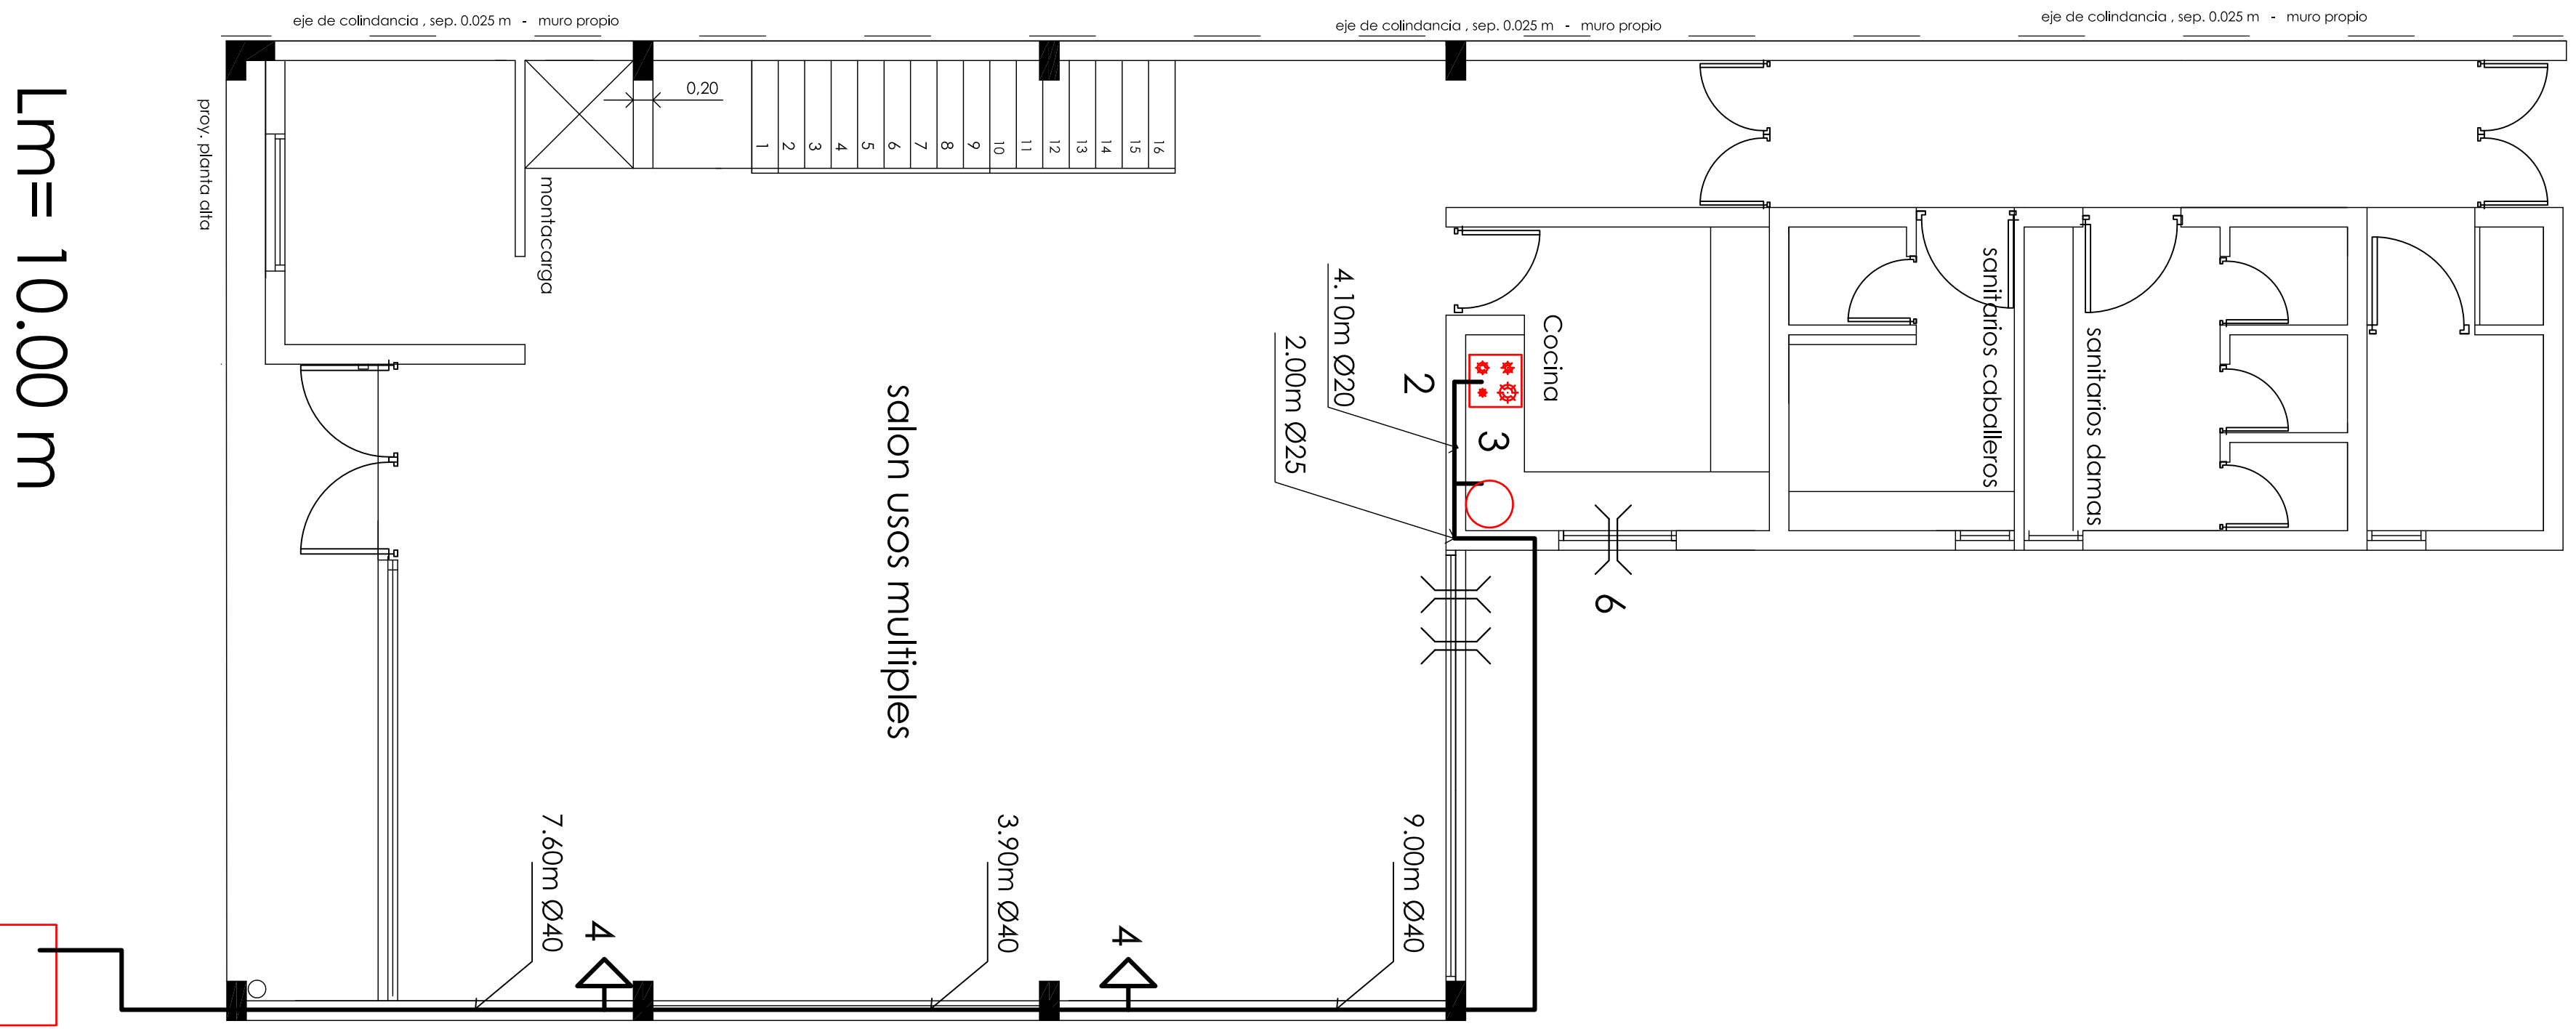 eje de colindancia , sep. 0.025 m - muro propio
eje de colindancia , sep. 0.025 m - muro propio
eje de colindancia , sep. 0.025 m - muro propio
Lm= 10.00 m
proy. planta alta
montacarga
0,20
1
2
3
4
5
6
7
8
9
10
11
12
13
14
15
16
salon usos multiples
4.10m Ø20
2.00m Ø25
2
3
Cocina
6
sanitarios caballeros
sanitarios damas
7.60m Ø40
4
3.90m Ø40
4
9.00m Ø40